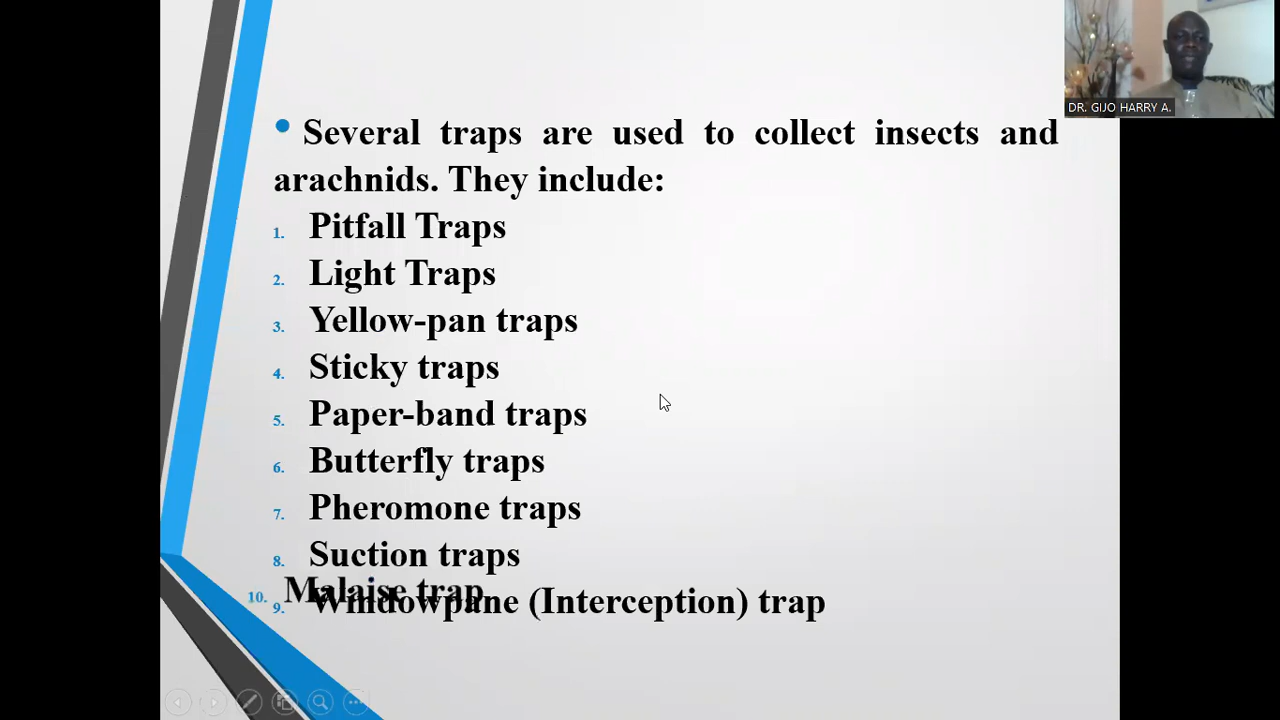 DR. GIJO HARRY A.
• Several traps are used to collect insects and
arachnids. They include:
1. Pitfall Traps
2. Light Traps
3. Yellow-pan traps
4. Sticky traps
5. Paper-band traps
6. Butterfly traps
7. Pheromone traps
8. Suction traps
10. Malaise trap
9. Windowpane (Interception) trap